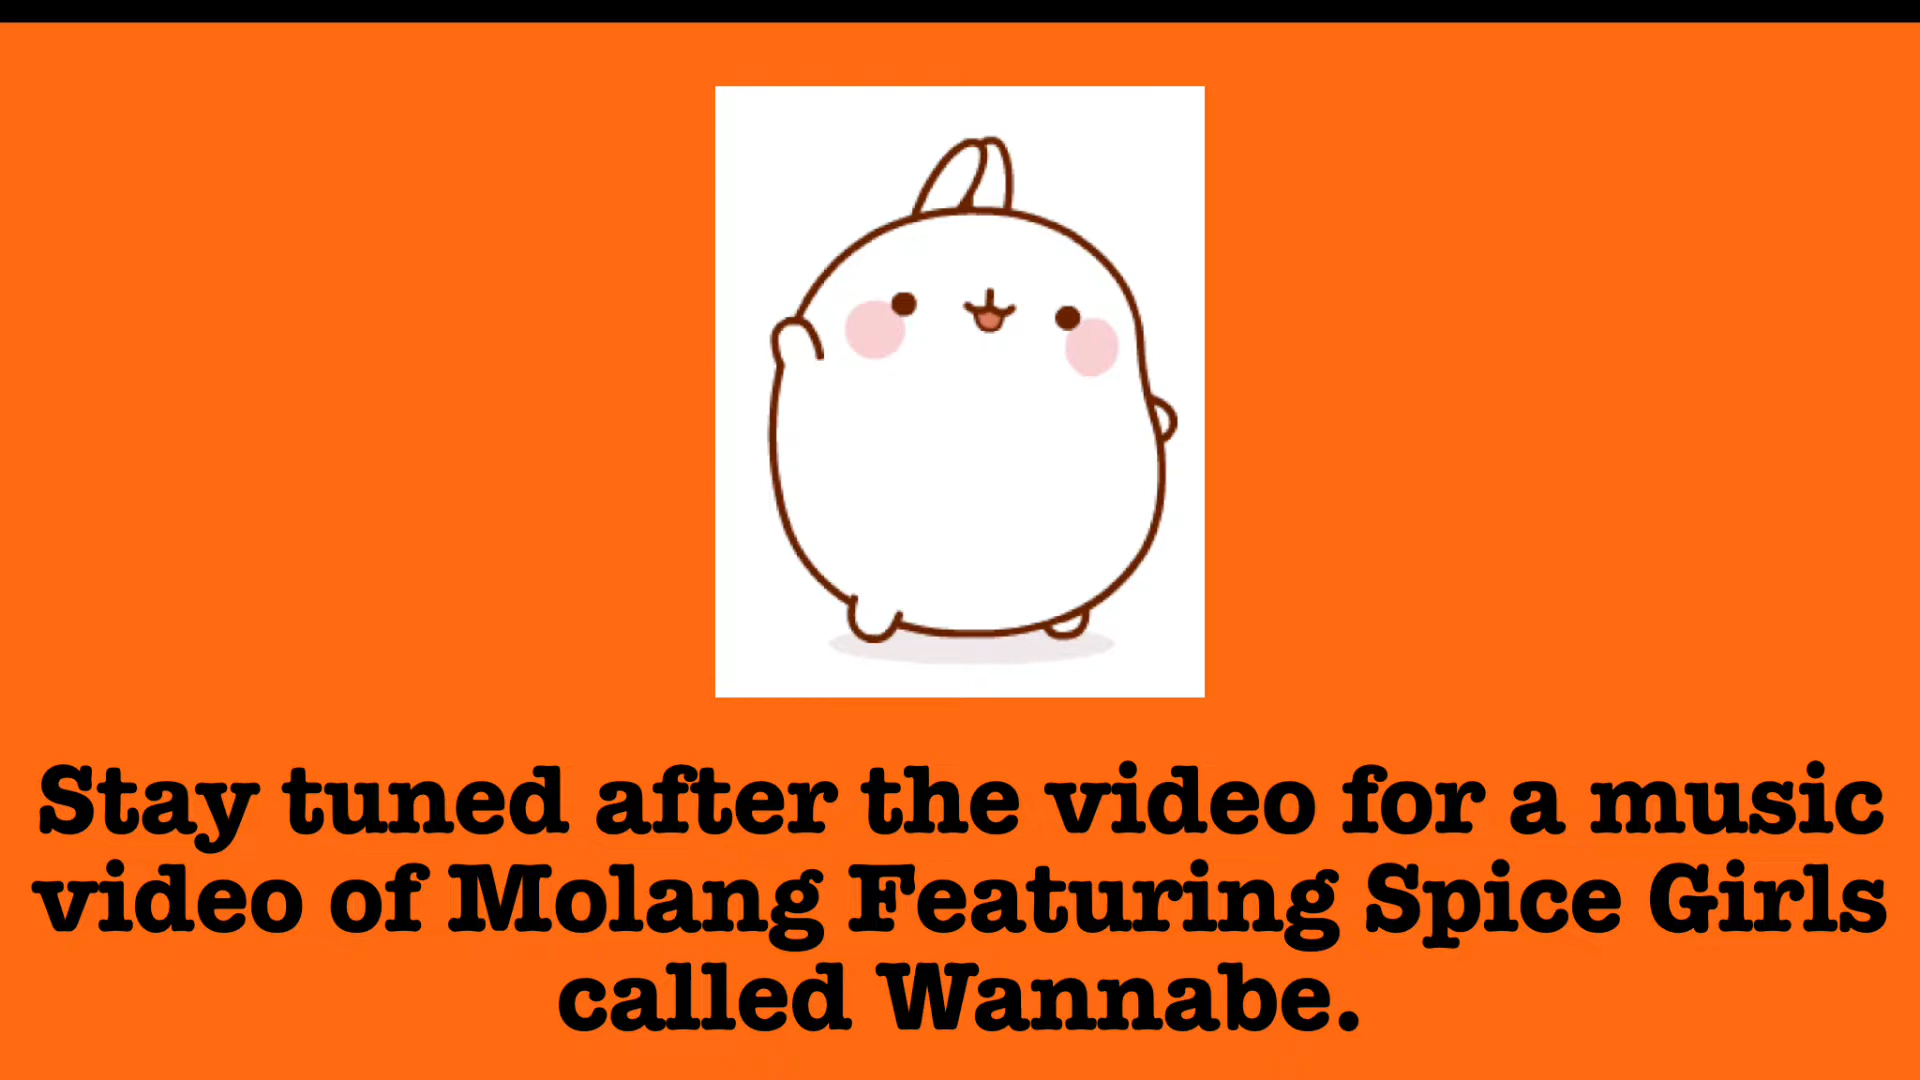 Stay tuned after the video for a music
video of Molang Featuring Spice Girls
called Wannabe.